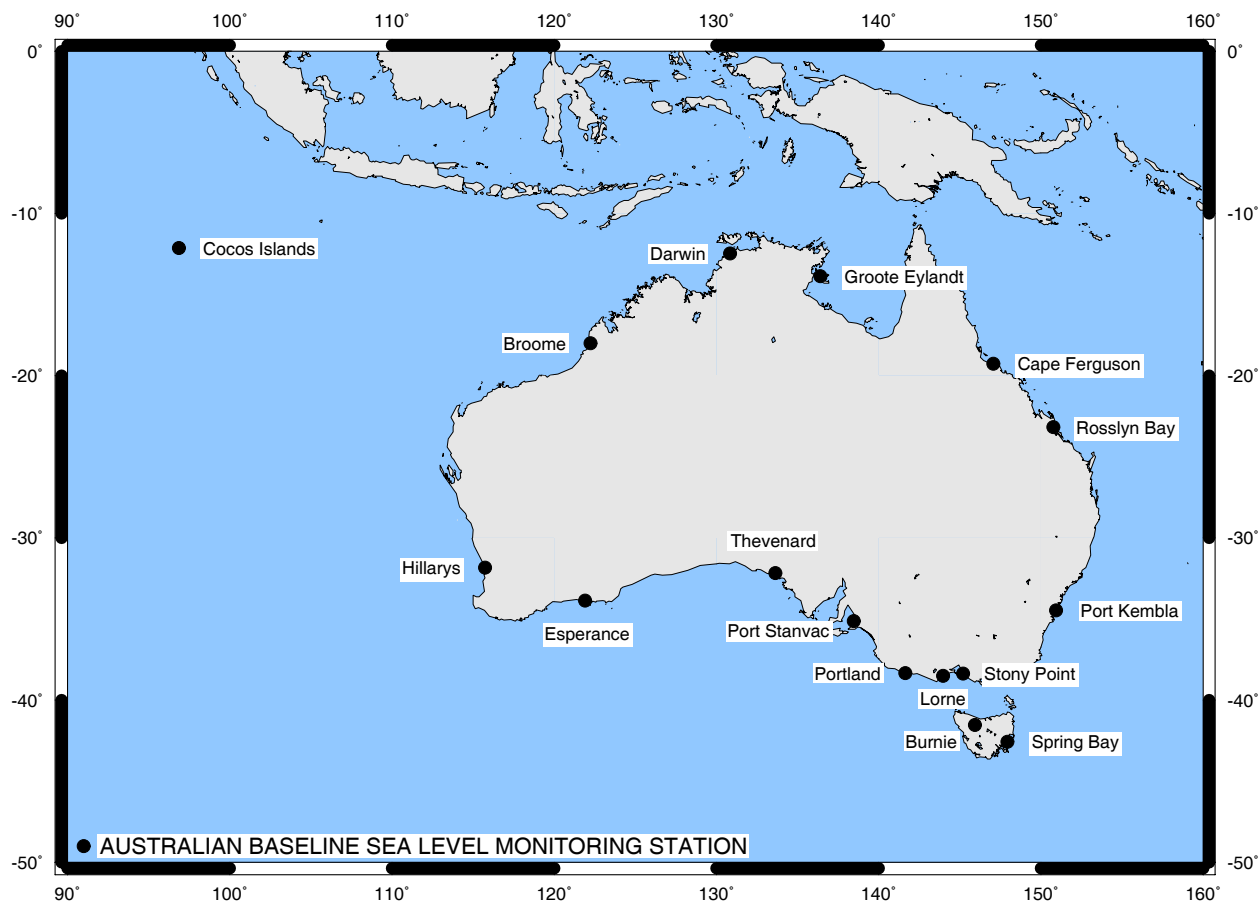 90˚ 100˚ 110˚ 120˚ 130˚ 140˚ 150˚ 160˚
0˚ 0˚
-10˚ -10˚
Cocos Islands
Darwin
Groote Eylandt
Broome
Cape Ferguson
-20˚ -20˚
Rosslyn Bay
-30˚ -30˚
Thevenard
Hillarys
Port Kembla
Esperance
Port Stanvac
Portland
Stony Point
Lorne
-40˚ -40˚
Burnie
Spring Bay
AUSTRALIAN BASELINE SEA LEVEL MONITORING STATION
-50˚ -50˚
90˚ 100˚ 110˚ 120˚ 130˚ 140˚ 150˚ 160˚